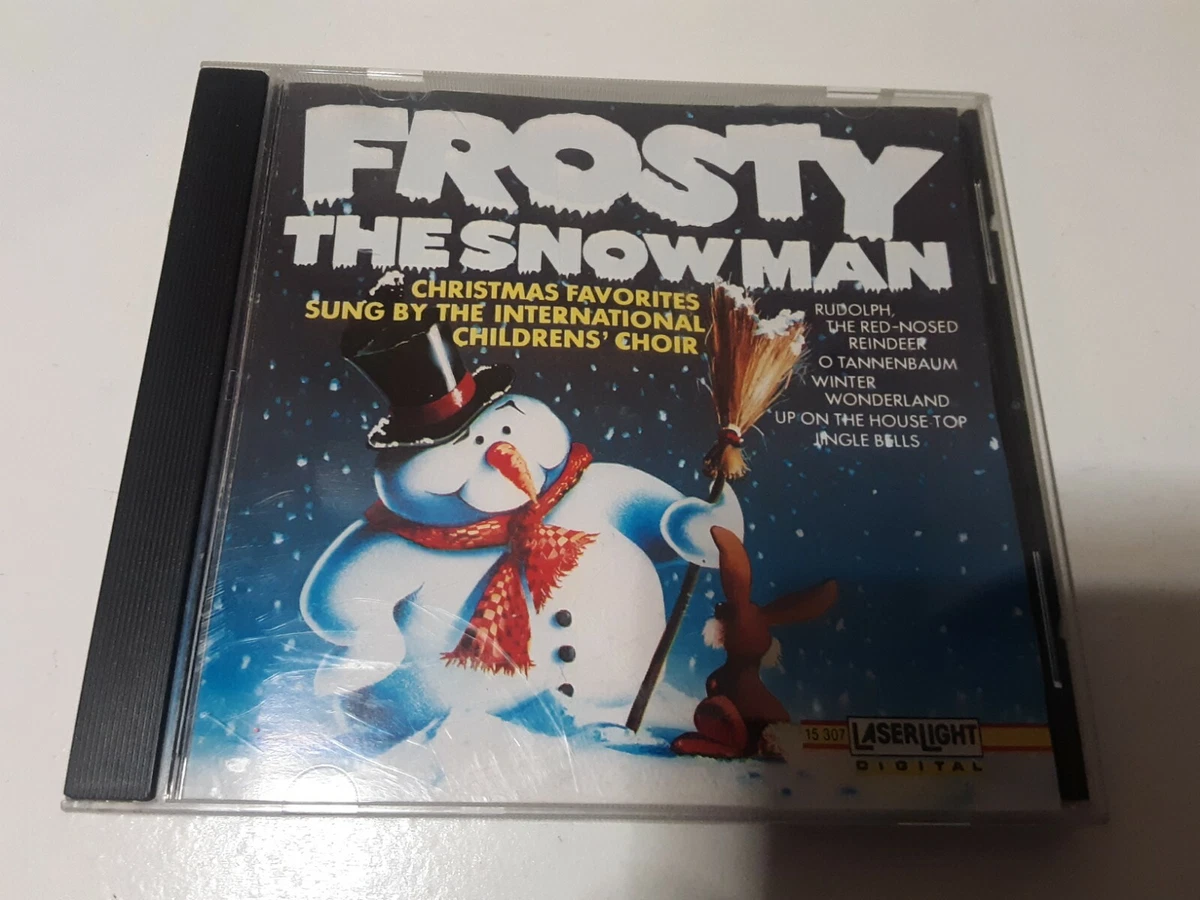 FROSTY
THE SNOWMAN
CHRISTMAS FAVORITES
SUNG BY THE INTERNATIONAL
CHILDRENS' CHOIR
RUDOLPH,
THE RED-NOSED
REINDEER
O TANNENBAUM
WINTER
WONDERLAND
UP ON THE HOUSE TOP
JINGLE BELLS
15 307 LASERLIGHT
DIGITAL